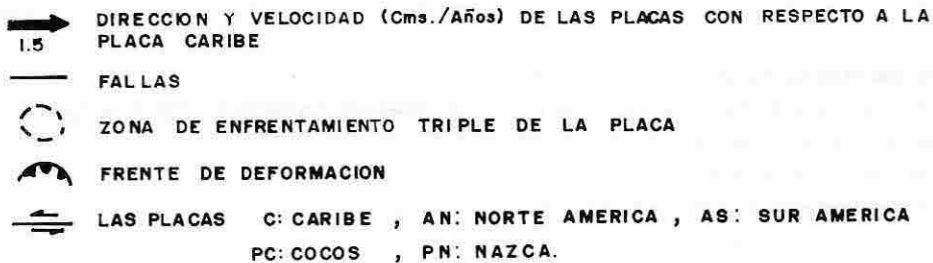 DIRECCION Y VELOCIDAD (Cms./Años) DE LAS PLACAS CON RESPECTO A LA
1.5 PLACA CARIBE
FALLAS
ZONA DE ENFRENTAMIENTO TRIPLE DE LA PLACA
FRENTE DE DEFORMACION
LAS PLACAS C: CARIBE , AN: NORTE AMERICA , AS: SUR AMERICA
PC: COCOS , PN: NAZCA.